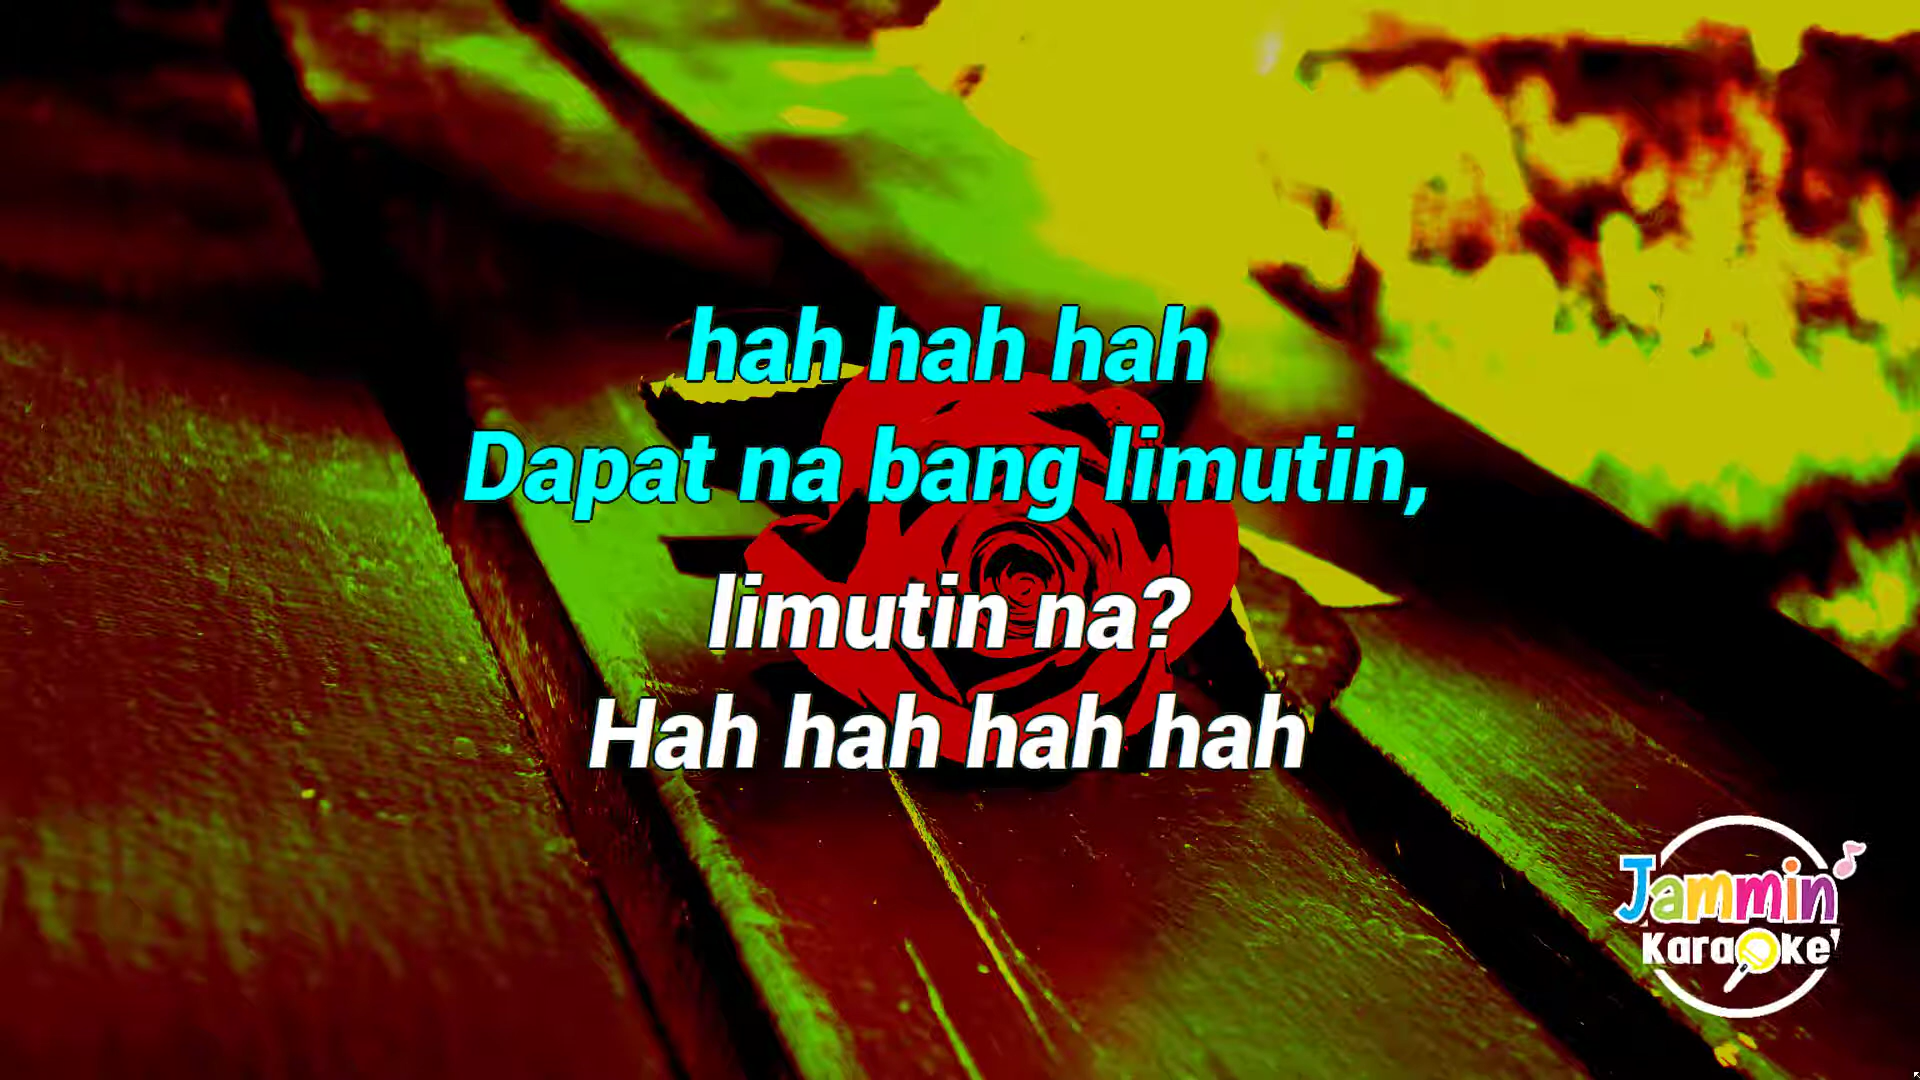 hah hah hah
Dapat na bang limutin,
limutin na?
Hah hah hah hah
Jammin'
Karaoke